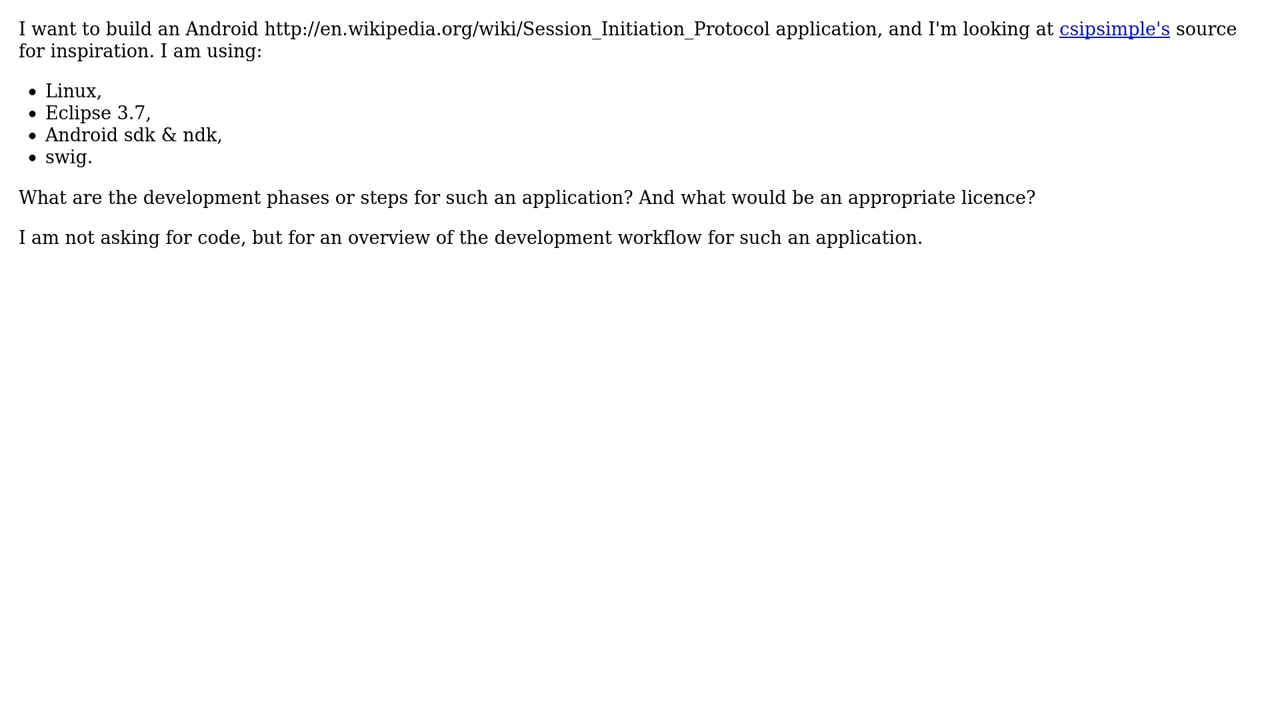 I want to build an Android http://en.wikipedia.org/wiki/Session_Initiation_Protocol application, and I'm looking at csipsimple's source
for inspiration. I am using:
• Linux,
• Eclipse 3.7,
• Android sdk & ndk,
• swig.
What are the development phases or steps for such an application? And what would be an appropriate licence?
I am not asking for code, but for an overview of the development workflow for such an application.